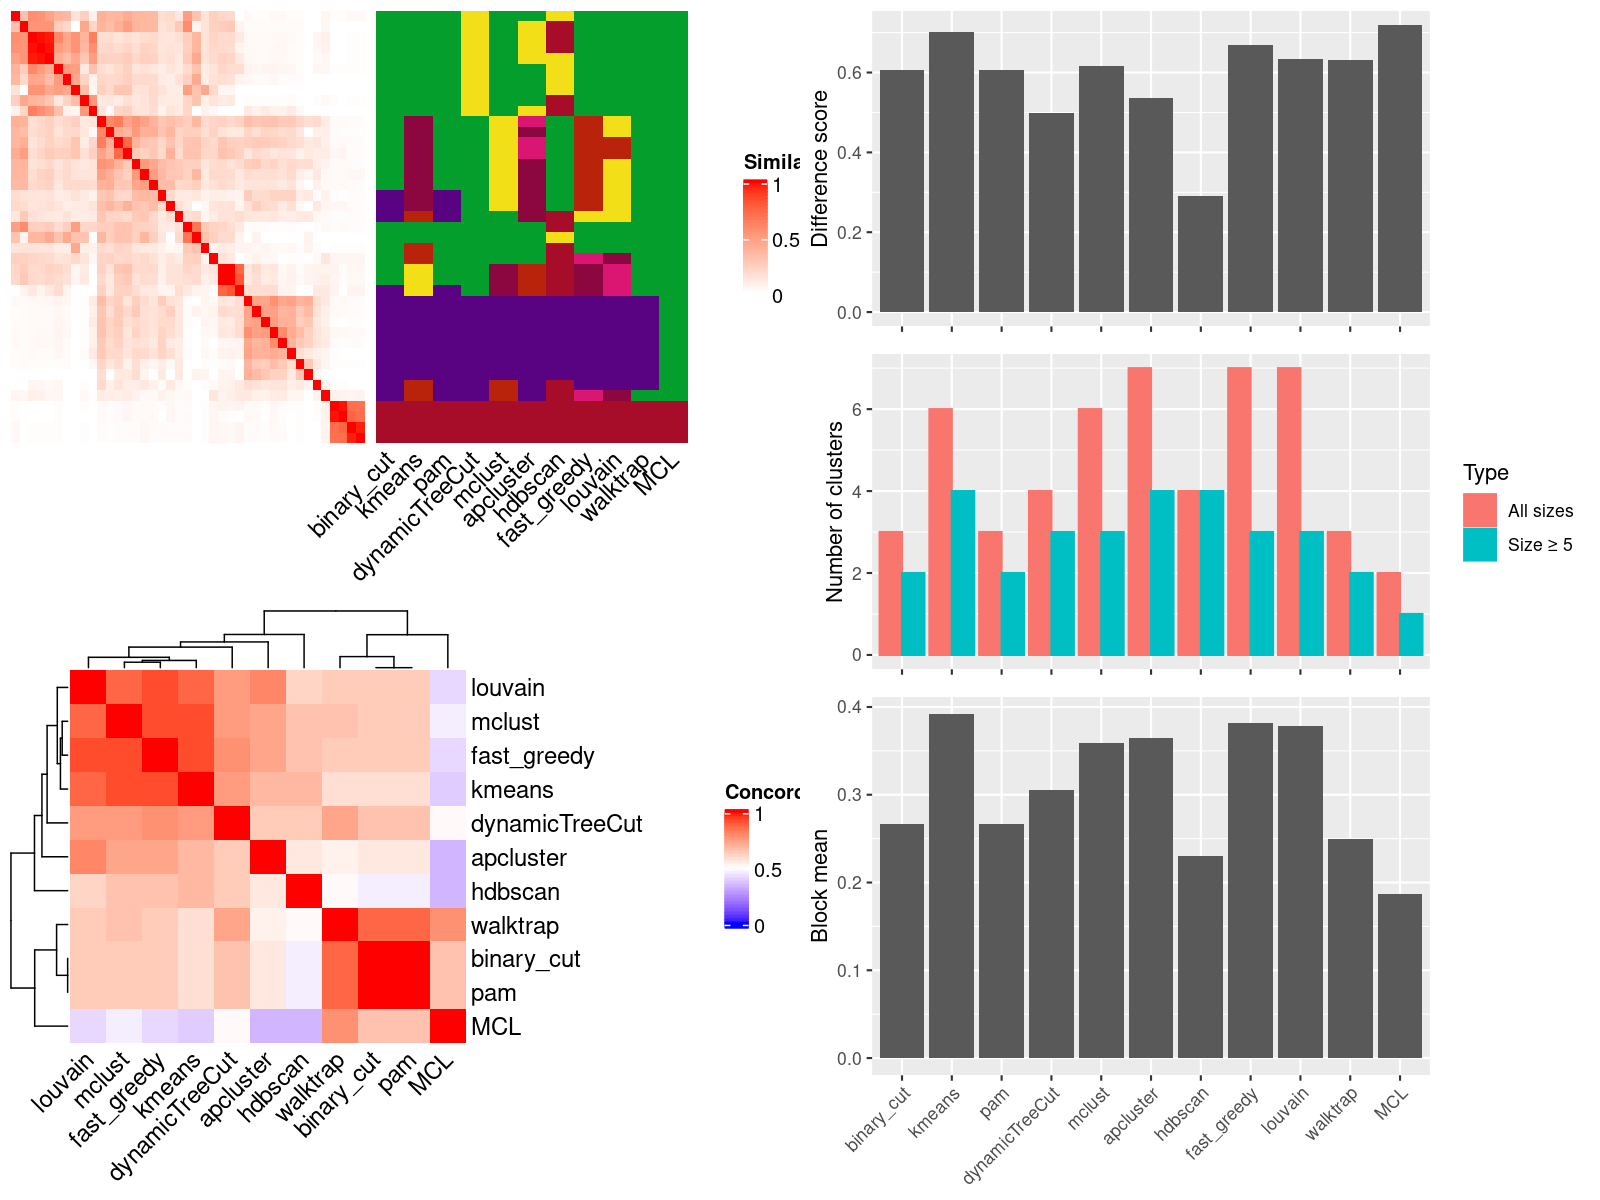 Simila
1
0.5
0
binary_cut
kmeans
pam
dynamicTreeCut
mclust
apcluster
hdbscan
fast_greedy
louvain
walktrap
MCL
louvain
mclust
fast_greedy
kmeans
dynamicTreeCut
apcluster
hdbscan
walktrap
binary_cut
pam
MCL
louvain
mclust
fast_greedy
kmeans
dynamicTreeCut
apcluster
hdbscan
walktrap
binary_cut
pam
MCL
Concord
1
0.5
0
Difference score
0.6
0.4
0.2
0.0
Number of clusters
6
4
2
0
Type
All sizes
Size ≥ 5
Block mean
0.4
0.3
0.2
0.1
0.0
binary_cut
kmeans
pam
dynamicTreeCut
mclust
apcluster
hdbscan
fast_greedy
louvain
walktrap
MCL